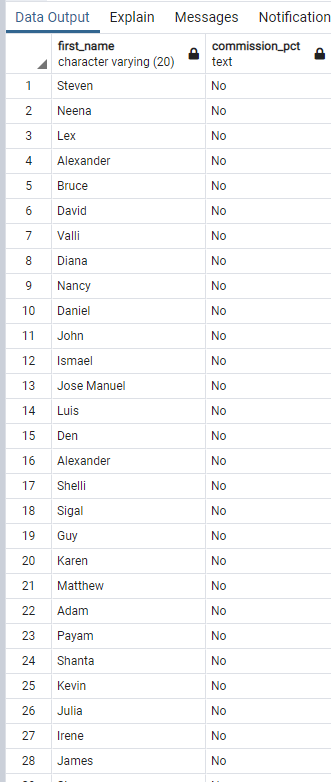 Data Output Explain Messages Notification
first_name commission_pct
character varying (20) text
1 Steven No
2 Neena No
3 Lex No
4 Alexander No
5 Bruce No
6 David No
7 Valli No
8 Diana No
9 Nancy No
10 Daniel No
11 John No
12 Ismael No
13 Jose Manuel No
14 Luis No
15 Den No
16 Alexander No
17 Shelli No
18 Sigal No
19 Guy No
20 Karen No
21 Matthew No
22 Adam No
23 Payam No
24 Shanta No
25 Kevin No
26 Julia No
27 Irene No
28 James No